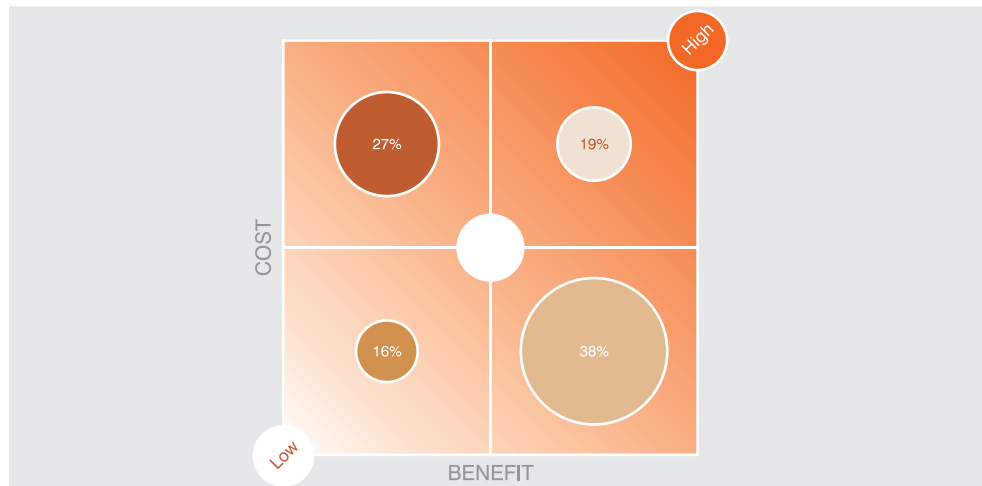 High
27%
19%
COST
16%
38%
Low
BENEFIT